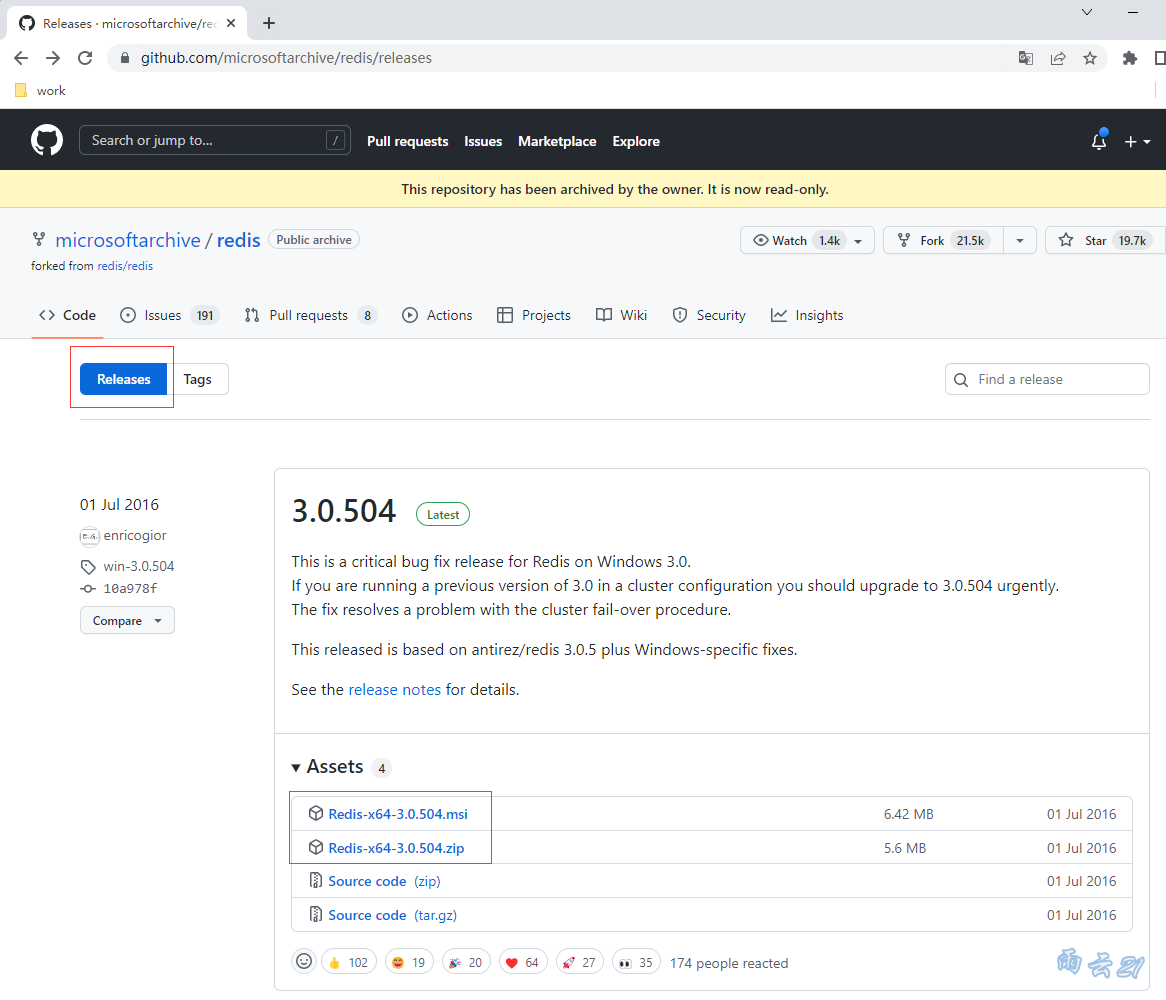 Releases · microsoftarchive/rec
github.com/microsoftarchive/redis/releases
work
Search or jump to... /
Pull requests Issues Marketplace Explore
This repository has been archived by the owner. It is now read-only.
microsoftarchive / redis Public archive
Watch 1.4k Fork 21.5k Star 19.7k
forked from redis/redis
Code Issues 191 Pull requests 8 Actions Projects Wiki Security Insights
Releases Tags
Find a release
01 Jul 2016
E.G. enricogior
win-3.0.504
10a978f
Compare
3.0.504 Latest
This is a critical bug fix release for Redis on Windows 3.0.
If you are running a previous version of 3.0 in a cluster configuration you should upgrade to 3.0.504 urgently.
The fix resolves a problem with the cluster fail-over procedure.
This released is based on antirez/redis 3.0.5 plus Windows-specific fixes.
See the release notes for details.
Assets 4
Redis-x64-3.0.504.msi 6.42 MB 01 Jul 2016
Redis-x64-3.0.504.zip 5.6 MB 01 Jul 2016
Source code (zip) 01 Jul 2016
Source code (tar.gz) 01 Jul 2016
102 19 20 64 27 35 174 people reacted
雨云21